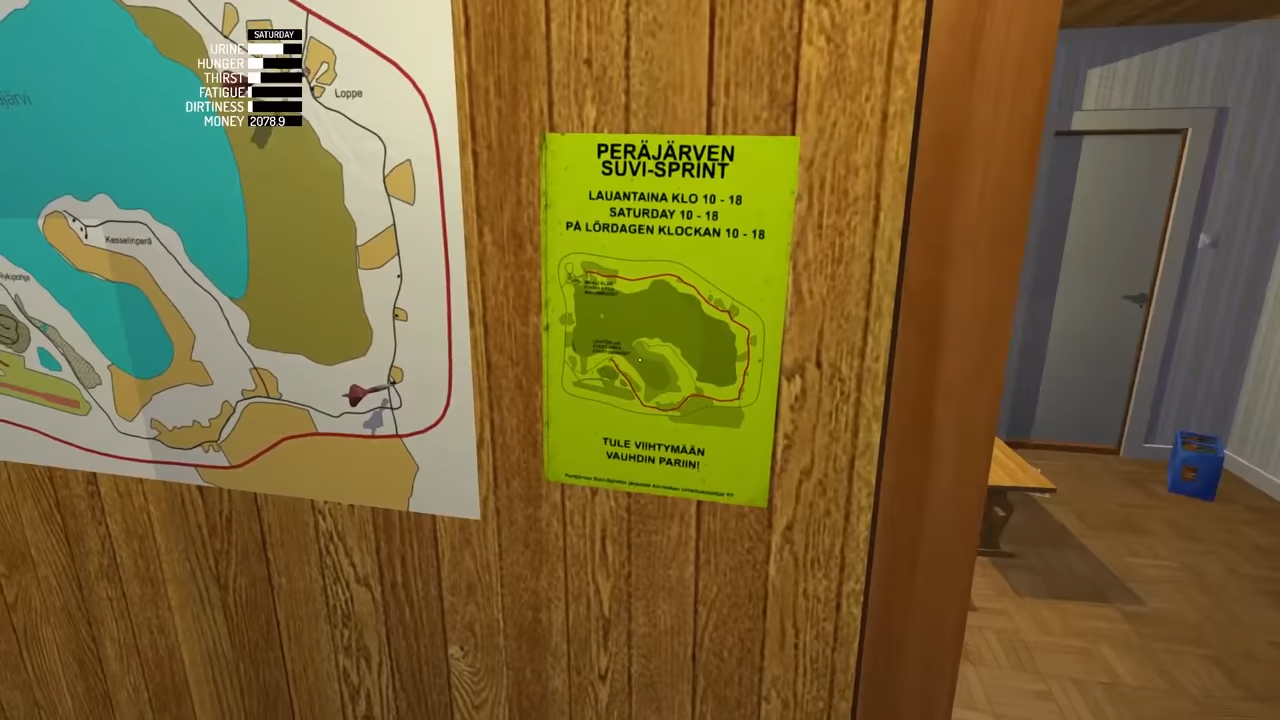 SATURDAY
URINE
HUNGER
THIRST
FATIGUE
DIRTINESS
MONEY 2078.9
Loppe
Kesselinperä
PERÄJÄRVEN
SUVI-SPRINT
LAUANTAINA KLO 10 - 18
SATURDAY 10 - 18
PÅ LÖRDAGEN KLOCKAN 10 - 18
TULE VIIHTYMÄÄN
VAUHDIN PARIIN!